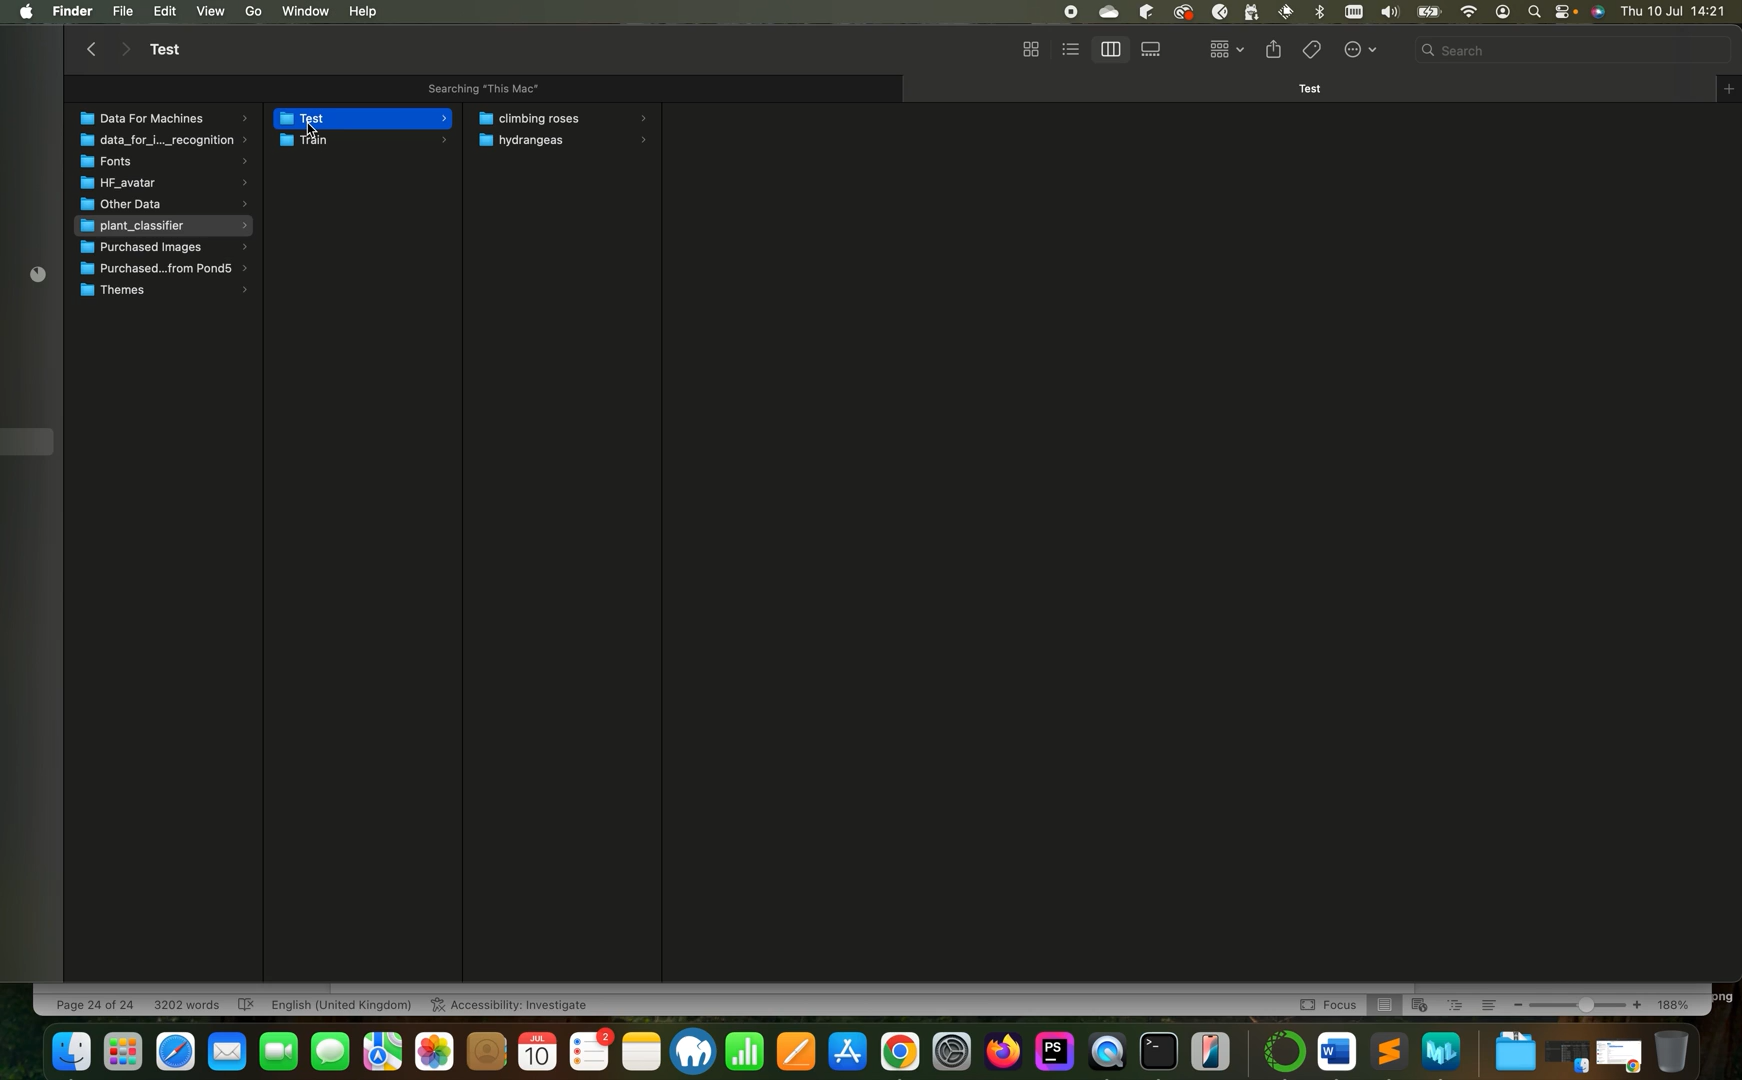 Finder File Edit View Go Window Help Thu 10 Jul 14:21
Test Search
Searching "This Mac" Test
Data For Machines
data_for_i..._recognition
Fonts
HF_avatar
Other Data
plant_classifier
Purchased Images
Purchased...from Pond5
Themes
Test
Train
climbing roses
hydrangeas
Page 24 of 24 3202 words English (United Kingdom) Accessibility: Investigate Focus 188%
png
JUL
10
2
PS
W